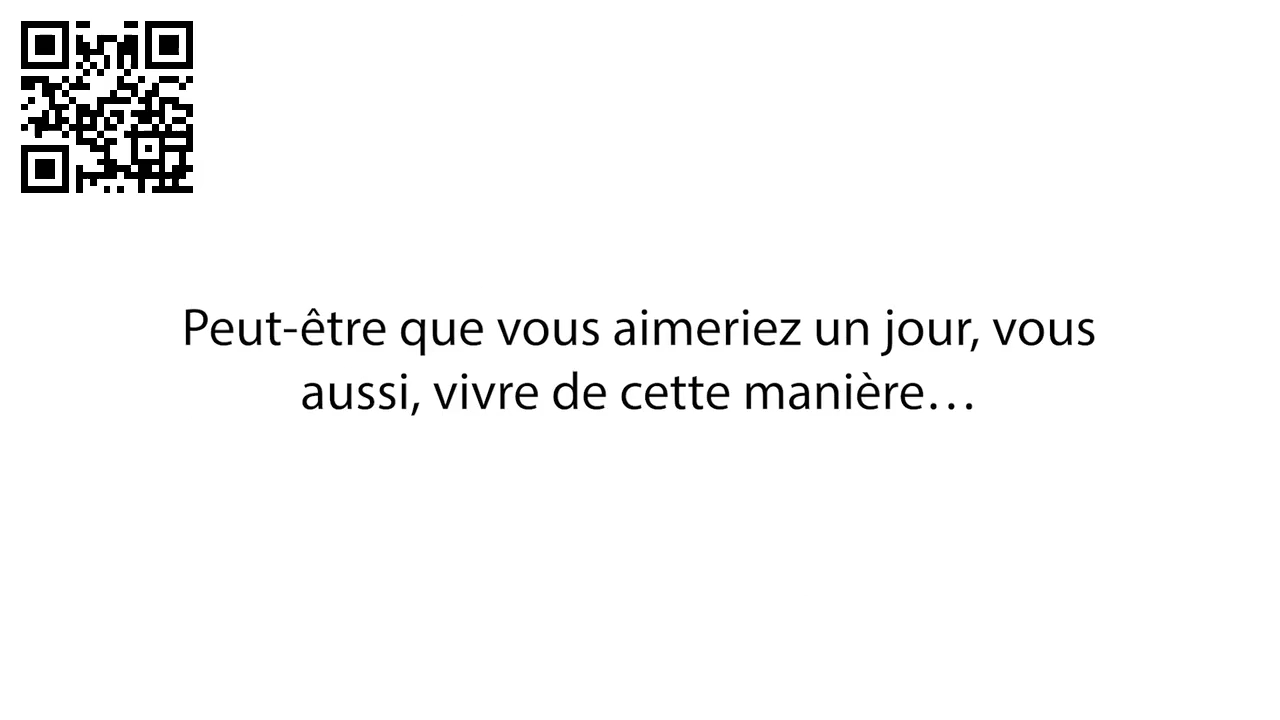 Peut-être que vous aimeriez un jour, vous
aussi, vivre de cette manière…